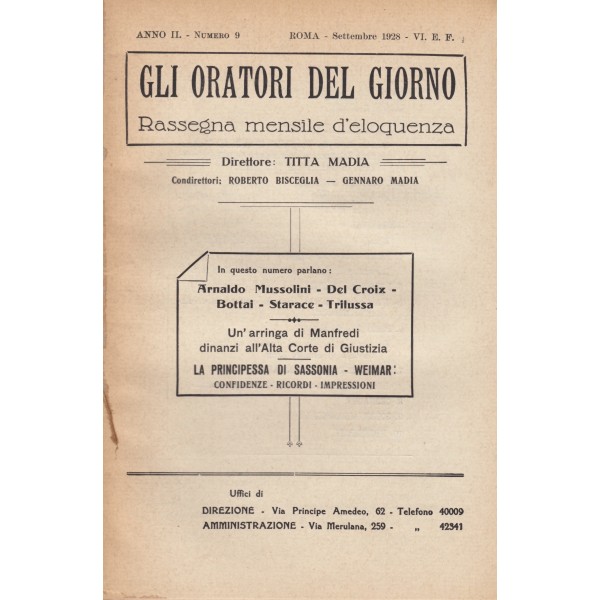 ANNO II. - NUMERO 9 ROMA - Settembre 1928 - VI. E. F.
GLI ORATORI DEL GIORNO
Rassegna mensile d'eloquenza
Direttore: TITTA MADIA
Condirettori: ROBERTO BISCEGLIA — GENNARO MADIA
In questo numero parlano:
Arnaldo Mussolini - Del Croix -
Bottai - Starace - Trilussa
Un'arringa di Manfredi
dinanzi all'Alta Corte di Giustizia
LA PRINCIPESSA DI SASSONIA - WEIMAR:
CONFIDENZE - RICORDI - IMPRESSIONI
Uffici di
DIREZIONE - Via Principe Amedeo, 62 - Telefono 40009
AMMINISTRAZIONE - Via Merulana, 259 - „ 42341